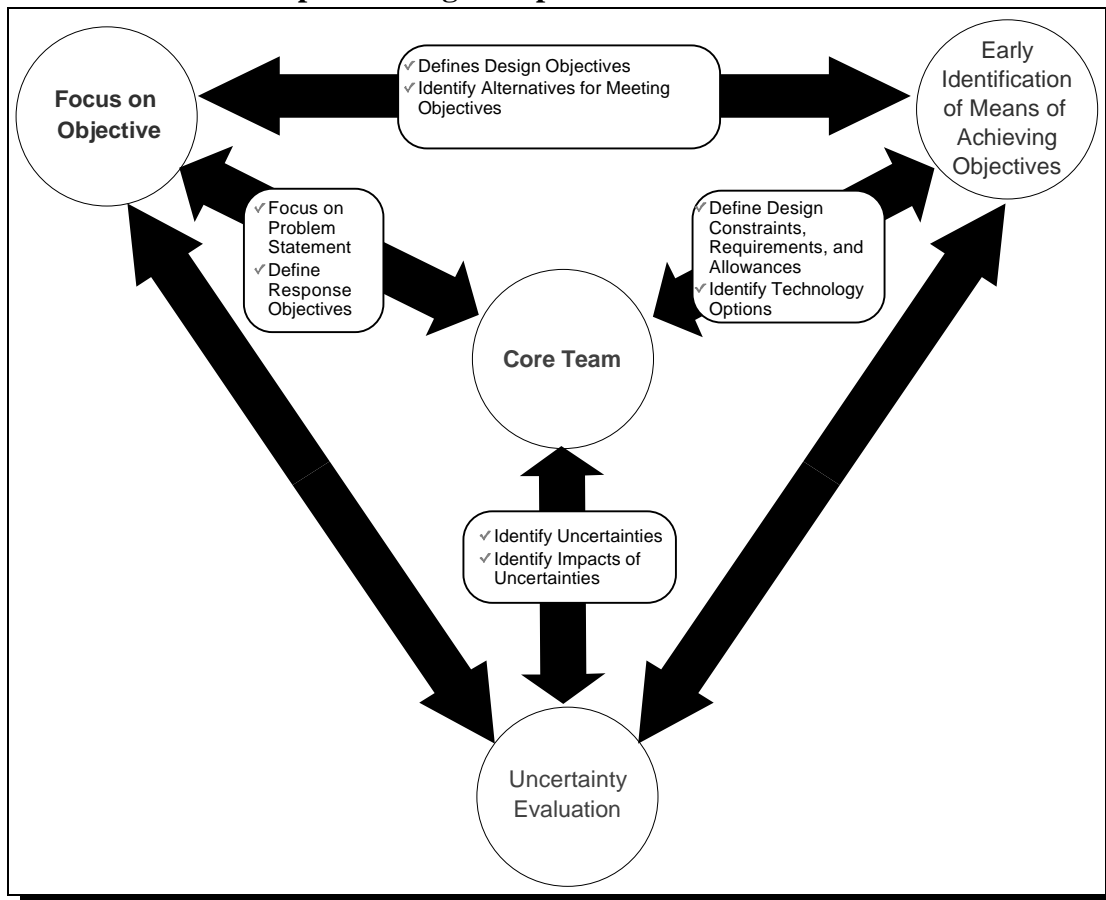 Focus on
Objective
✓ Defines Design Objectives
✓ Identify Alternatives for Meeting
Objectives
Early
Identification
of Means of
Achieving
Objectives
✓ Focus on
Problem
Statement
✓ Define
Response
Objectives
✓ Define Design
Constraints,
Requirements, and
Allowances
✓ Identify Technology
Options
Core Team
✓ Identify Uncertainties
✓ Identify Impacts of
Uncertainties
Uncertainty
Evaluation